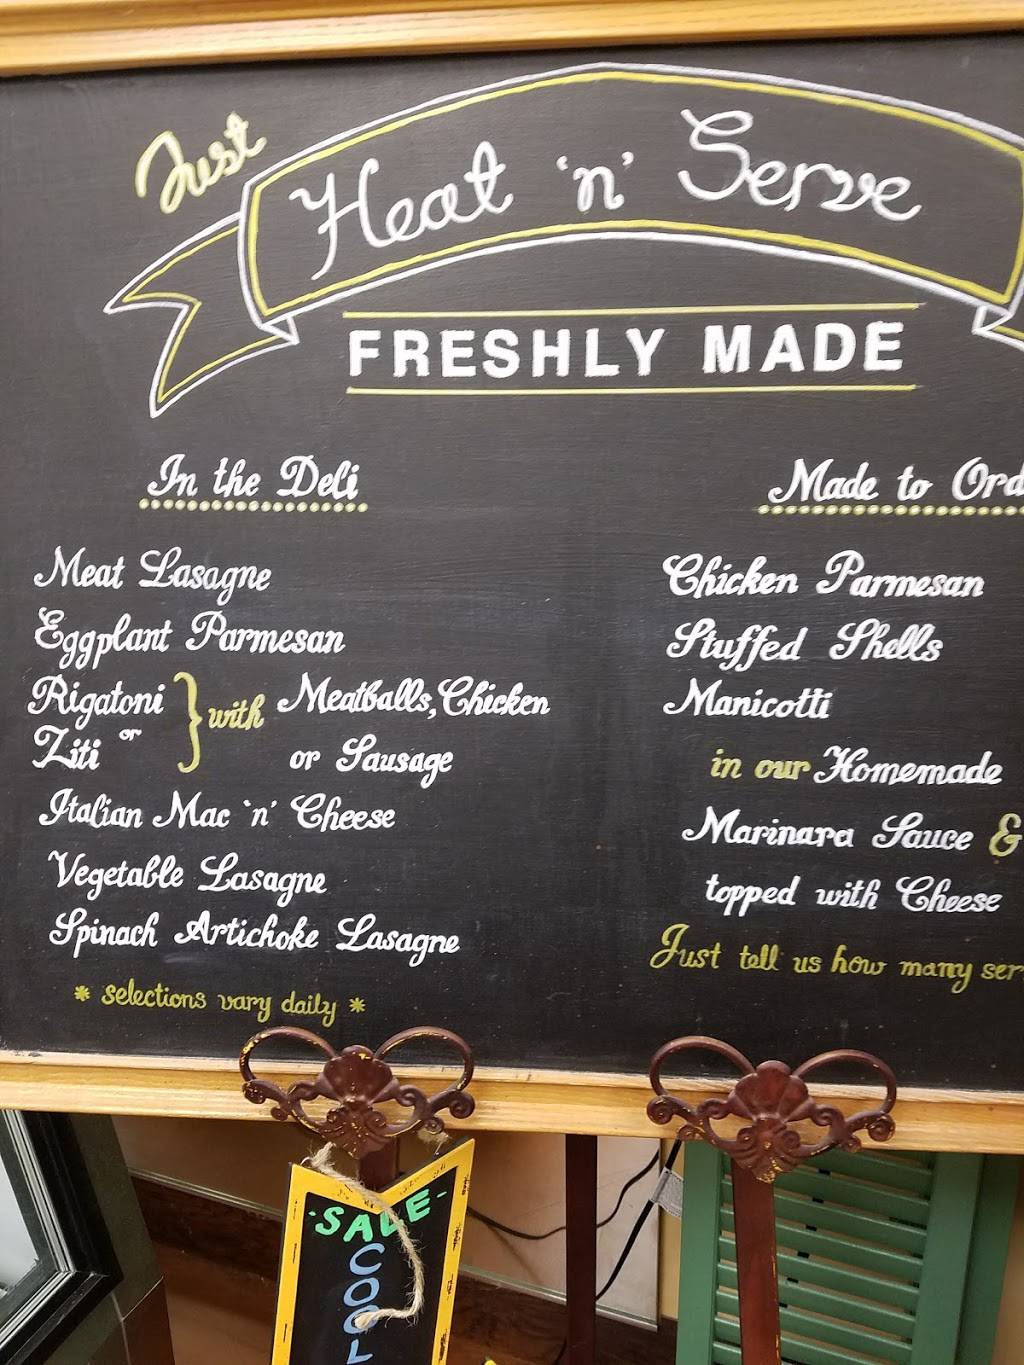 Just
Heat 'n' Serve
FRESHLY MADE
In the Deli
Meat Lasagne
Eggplant Parmesan
Rigatoni
or
Ziti
} with Meatballs, Chicken
or Sausage
Italian Mac 'n' Cheese
Vegetable Lasagne
Spinach Artichoke Lasagne
* selections vary daily *
Made to Ord
Chicken Parmesan
Stuffed Shells
Manicotti
in our Homemade
Marinara Sauce &
topped with Cheese
Just tell us how many ser
·SALE·
COOL